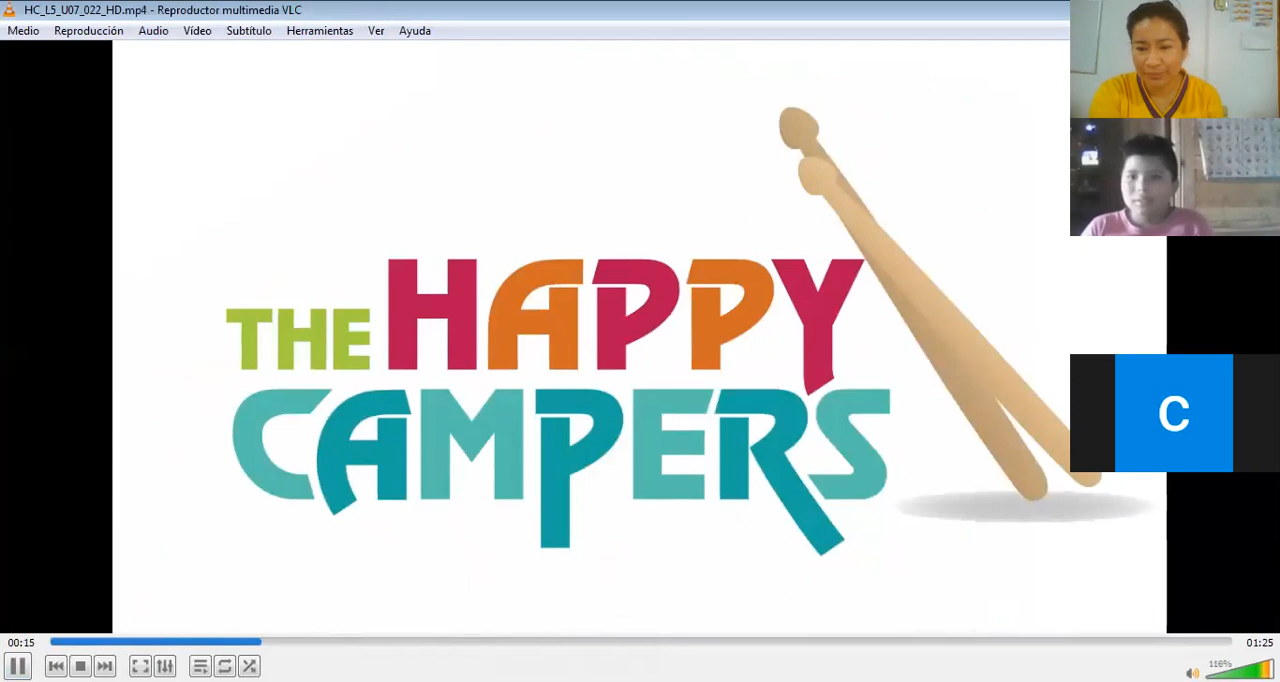 HC_L5_U07_022_HD.mp4 - Reproductor multimedia VLC
Medio Reproducción Audio Vídeo Subtítulo Herramientas Ver Ayuda
THE HAPPY
CAMPERS
C
00:15 01:25
116%